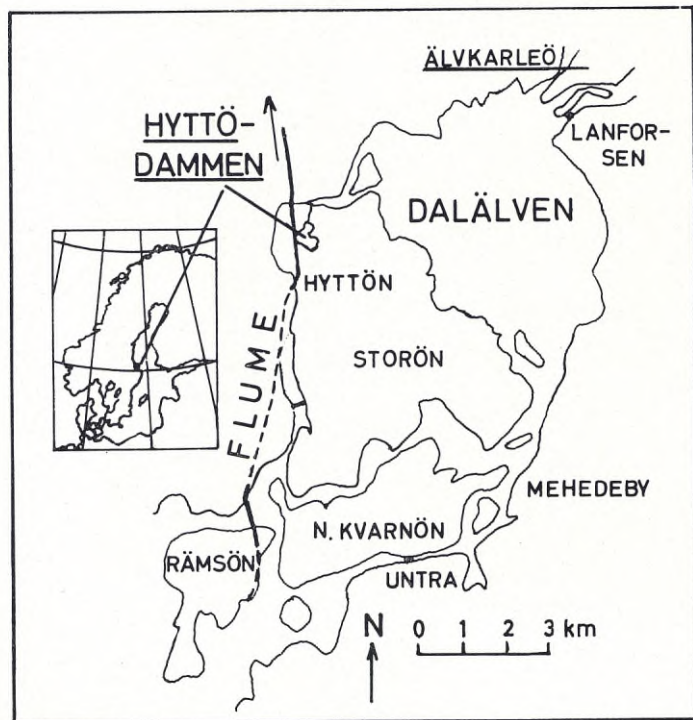 ÄLVKARLEÖ
LANFOR-
SEN
HYTTÖ-
DAMMEN
DALÄLVEN
HYTTÖN
FLUME
STORÖN
MEHEDEBY
N. KVARNÖN
RÄMSÖN
UNTRA
N 0 1 2 3 km